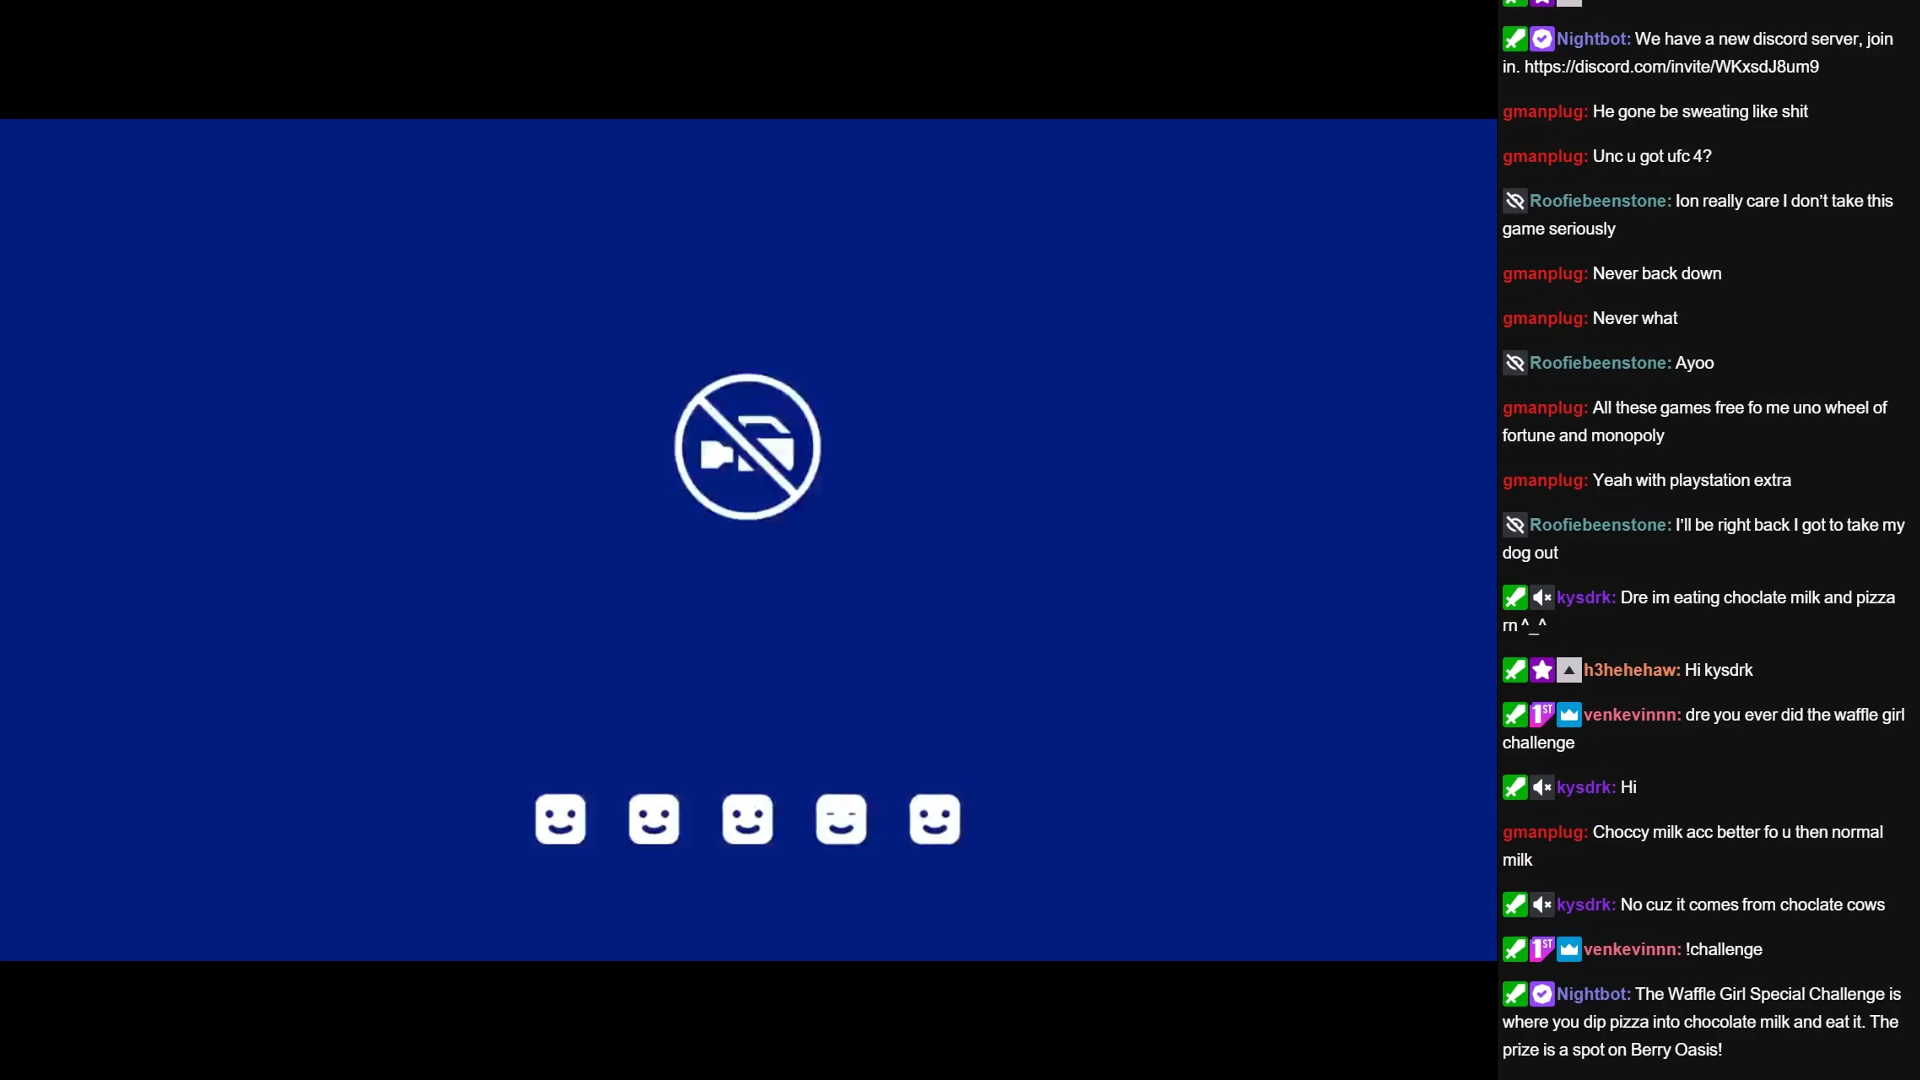 Nightbot: We have a new discord server, join
in. https://discord.com/invite/WKxsdJ8um9
gmanplug: He gone be sweating like shit
gmanplug: Unc u got ufc 4?
Roofiebeenstone: Ion really care I don't take this
game seriously
gmanplug: Never back down
gmanplug: Never what
Roofiebeenstone: Ayoo
gmanplug: All these games free fo me uno wheel of
fortune and monopoly
gmanplug: Yeah with playstation extra
Roofiebeenstone: I'll be right back I got to take my
dog out
kysdrk: Dre im eating choclate milk and pizza
rn ^_^
h3hehehaw: Hi kysdrk
1ST venkevinnn: dre you ever did the waffle girl
challenge
kysdrk: Hi
gmanplug: Choccy milk acc better fo u then normal
milk
kysdrk: No cuz it comes from choclate cows
1ST venkevinnn: !challenge
Nightbot: The Waffle Girl Special Challenge is
where you dip pizza into chocolate milk and eat it. The
prize is a spot on Berry Oasis!